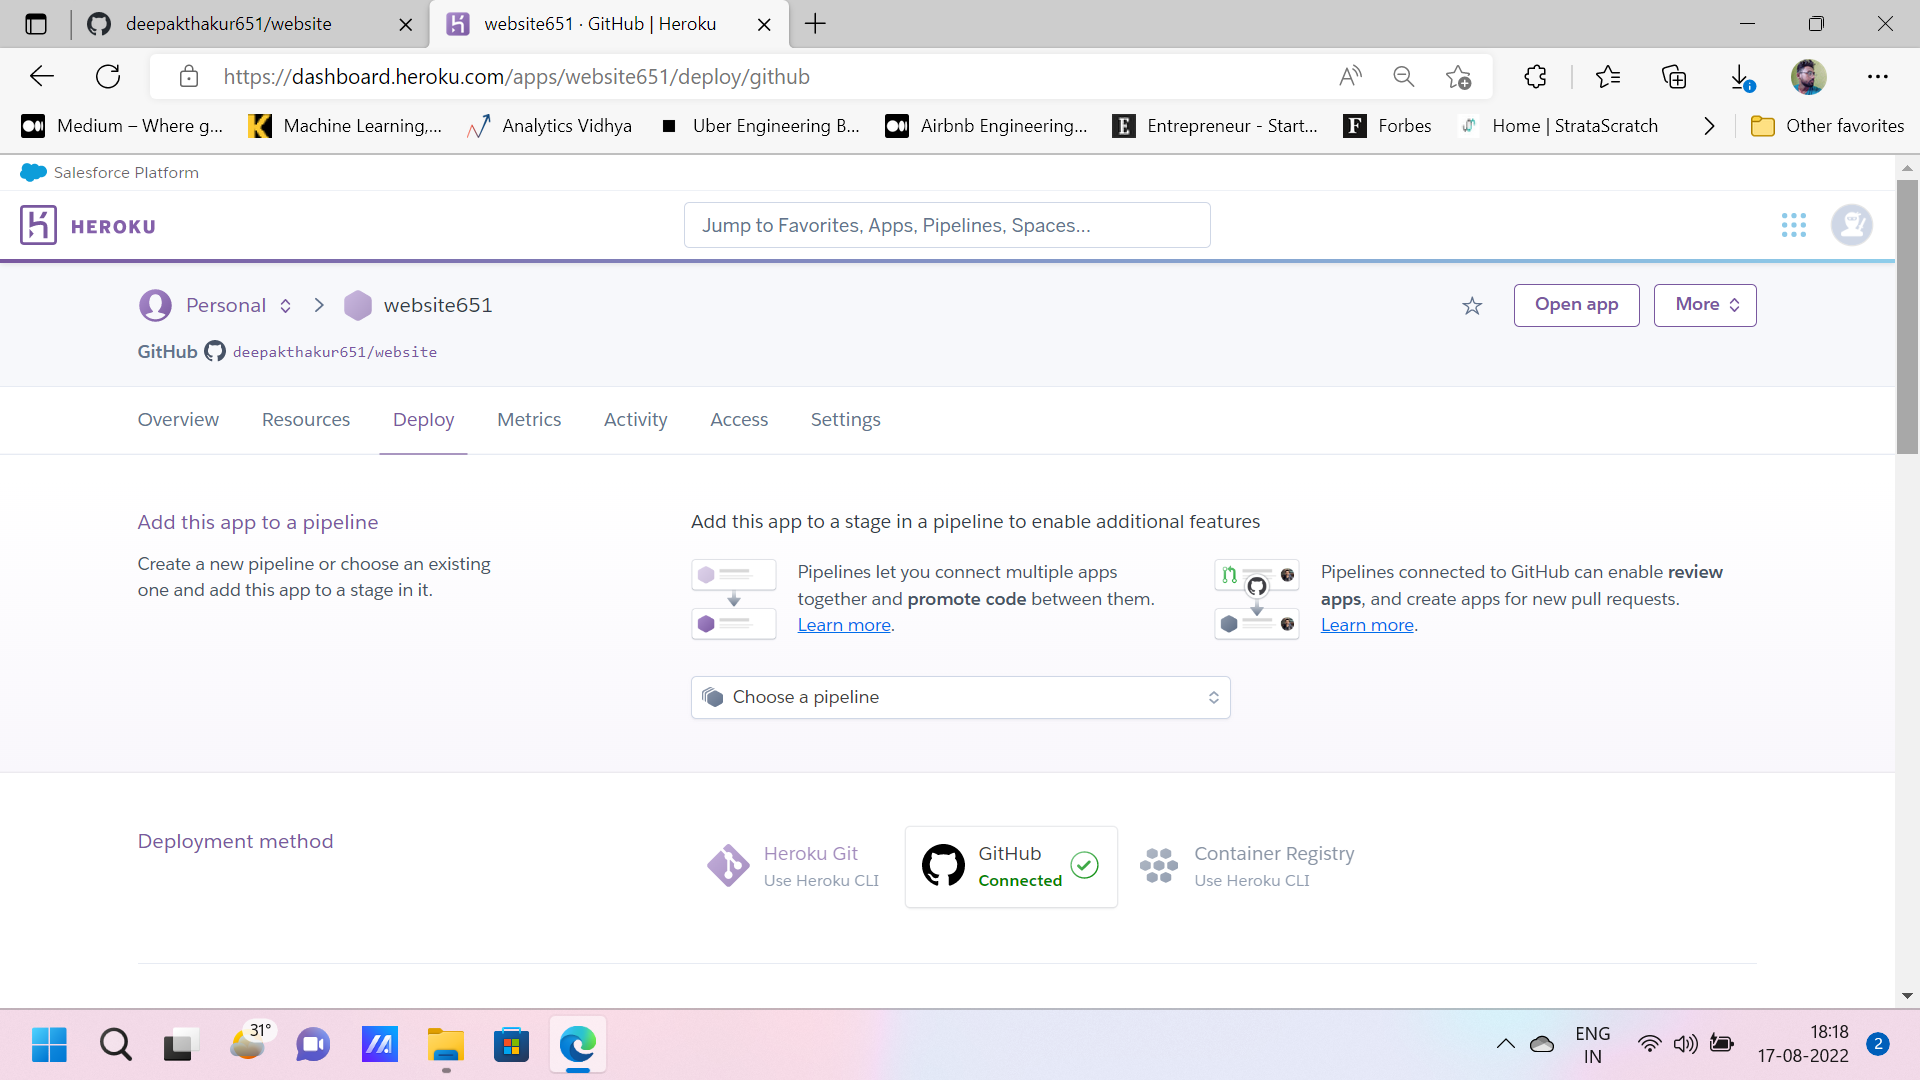 deepakthakur651/website
website651 · GitHub | Heroku
https://dashboard.heroku.com/apps/website651/deploy/github
Medium – Where g...
Machine Learning,...
Analytics Vidhya
Uber Engineering B...
Airbnb Engineering...
Entrepreneur - Start...
Forbes
Home | StrataScratch
Other favorites
Salesforce Platform
HEROKU
Jump to Favorites, Apps, Pipelines, Spaces...
Personal
website651
Open app
More
GitHub deepakthakur651/website
Overview
Resources
Deploy
Metrics
Activity
Access
Settings
Add this app to a pipeline
Create a new pipeline or choose an existing
one and add this app to a stage in it.
Add this app to a stage in a pipeline to enable additional features
Pipelines let you connect multiple apps
together and promote code between them.
Learn more.
Pipelines connected to GitHub can enable review
apps, and create apps for new pull requests.
Learn more.
Choose a pipeline
Deployment method
Heroku Git
Use Heroku CLI
GitHub
Connected
Container Registry
Use Heroku CLI
31°
ENG
IN
18:18
17-08-2022
2